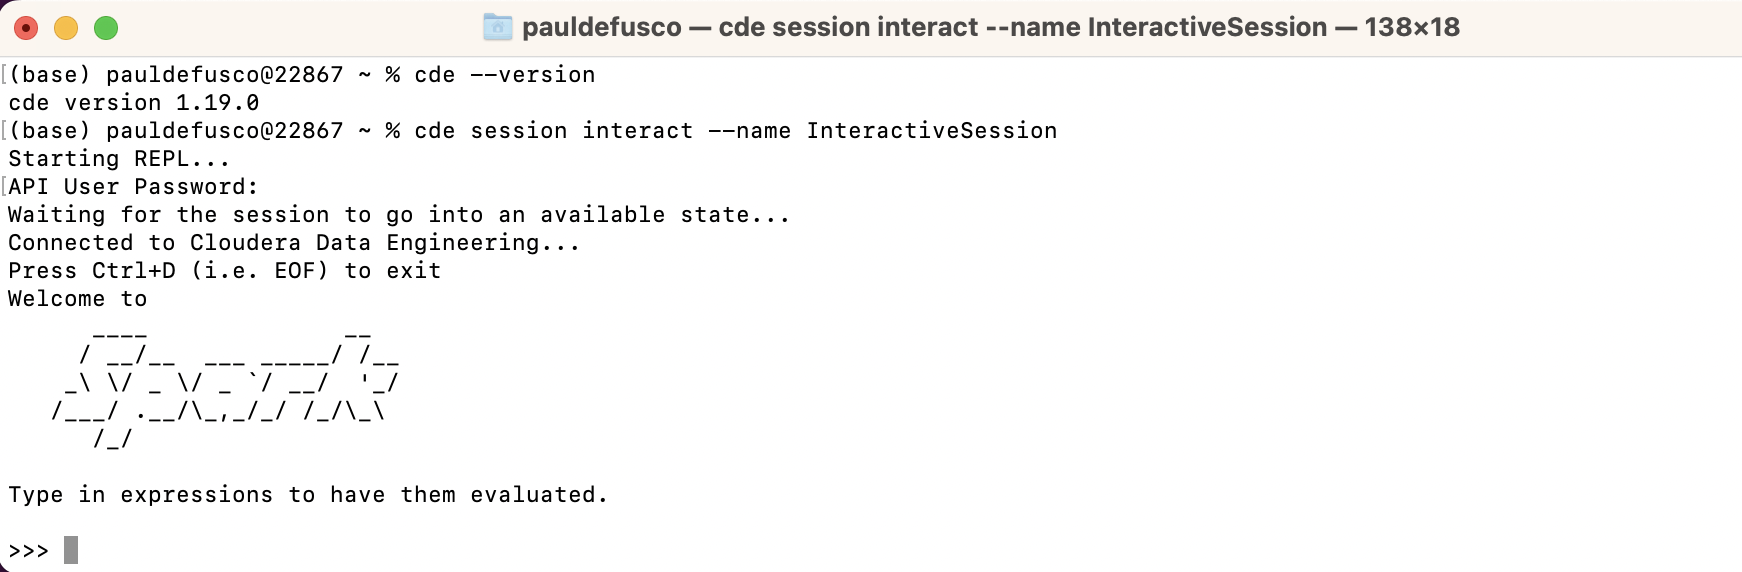 pauldefusco — cde session interact --name InteractiveSession — 138×18
[(base) pauldefusco@22867 ~ % cde --version
cde version 1.19.0
[(base) pauldefusco@22867 ~ % cde session interact --name InteractiveSession
Starting REPL...
[API User Password:
Waiting for the session to go into an available state...
Connected to Cloudera Data Engineering...
Press Ctrl+D (i.e. EOF) to exit
Welcome to
      ____              __
     / __/__  ___ _____/ /__
    _\ \/ _ \/ _ `/ __/  '_/
   /___/ .__/\_,_/_/ /_/\_\
      /_/
Type in expressions to have them evaluated.
>>>